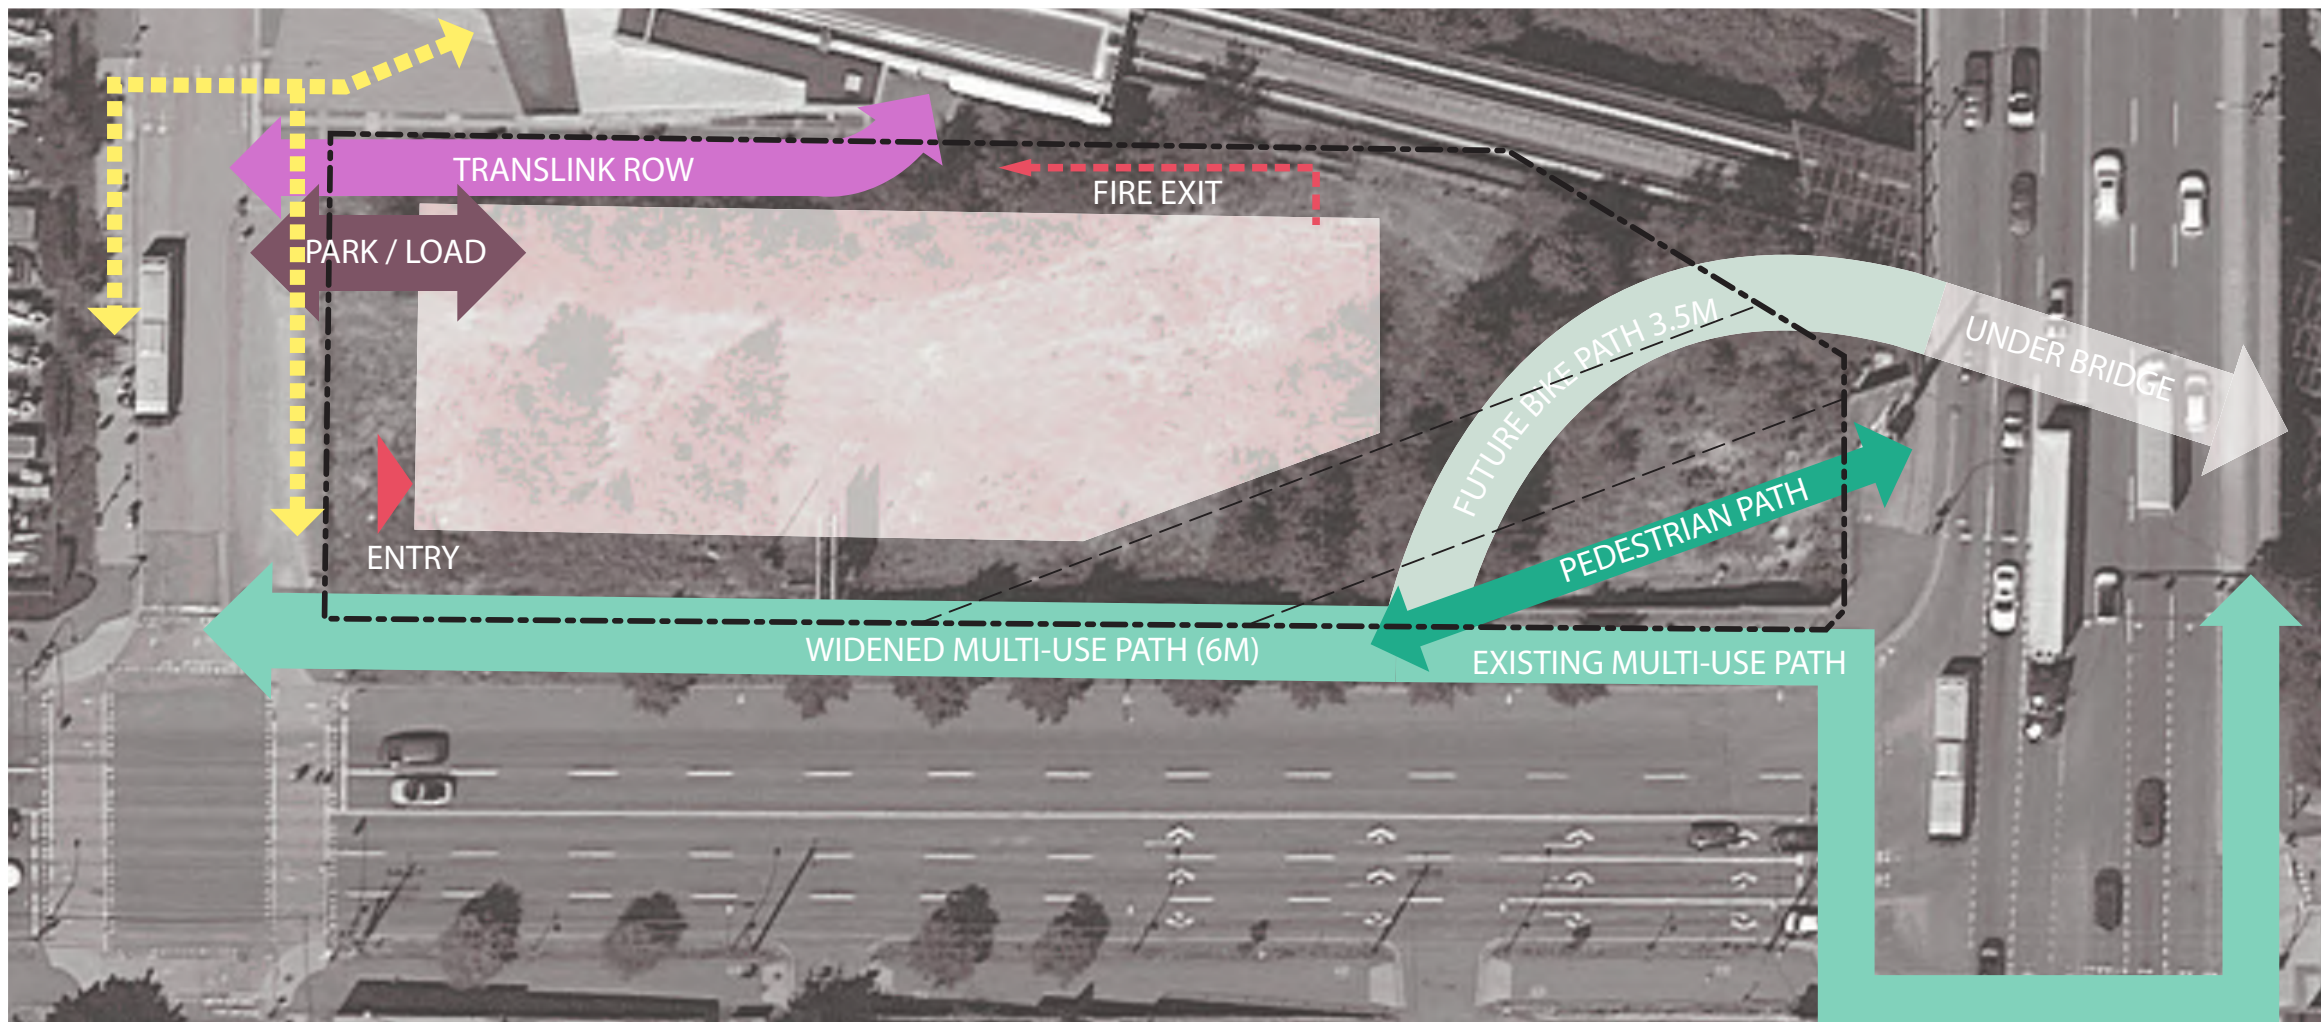 TRANSLINK ROW
FIRE EXIT
PARK / LOAD
FUTURE BIKE PATH 3.5M
UNDER BRIDGE
PEDESTRIAN PATH
ENTRY
WIDENED MULTI-USE PATH (6M)
EXISTING MULTI-USE PATH